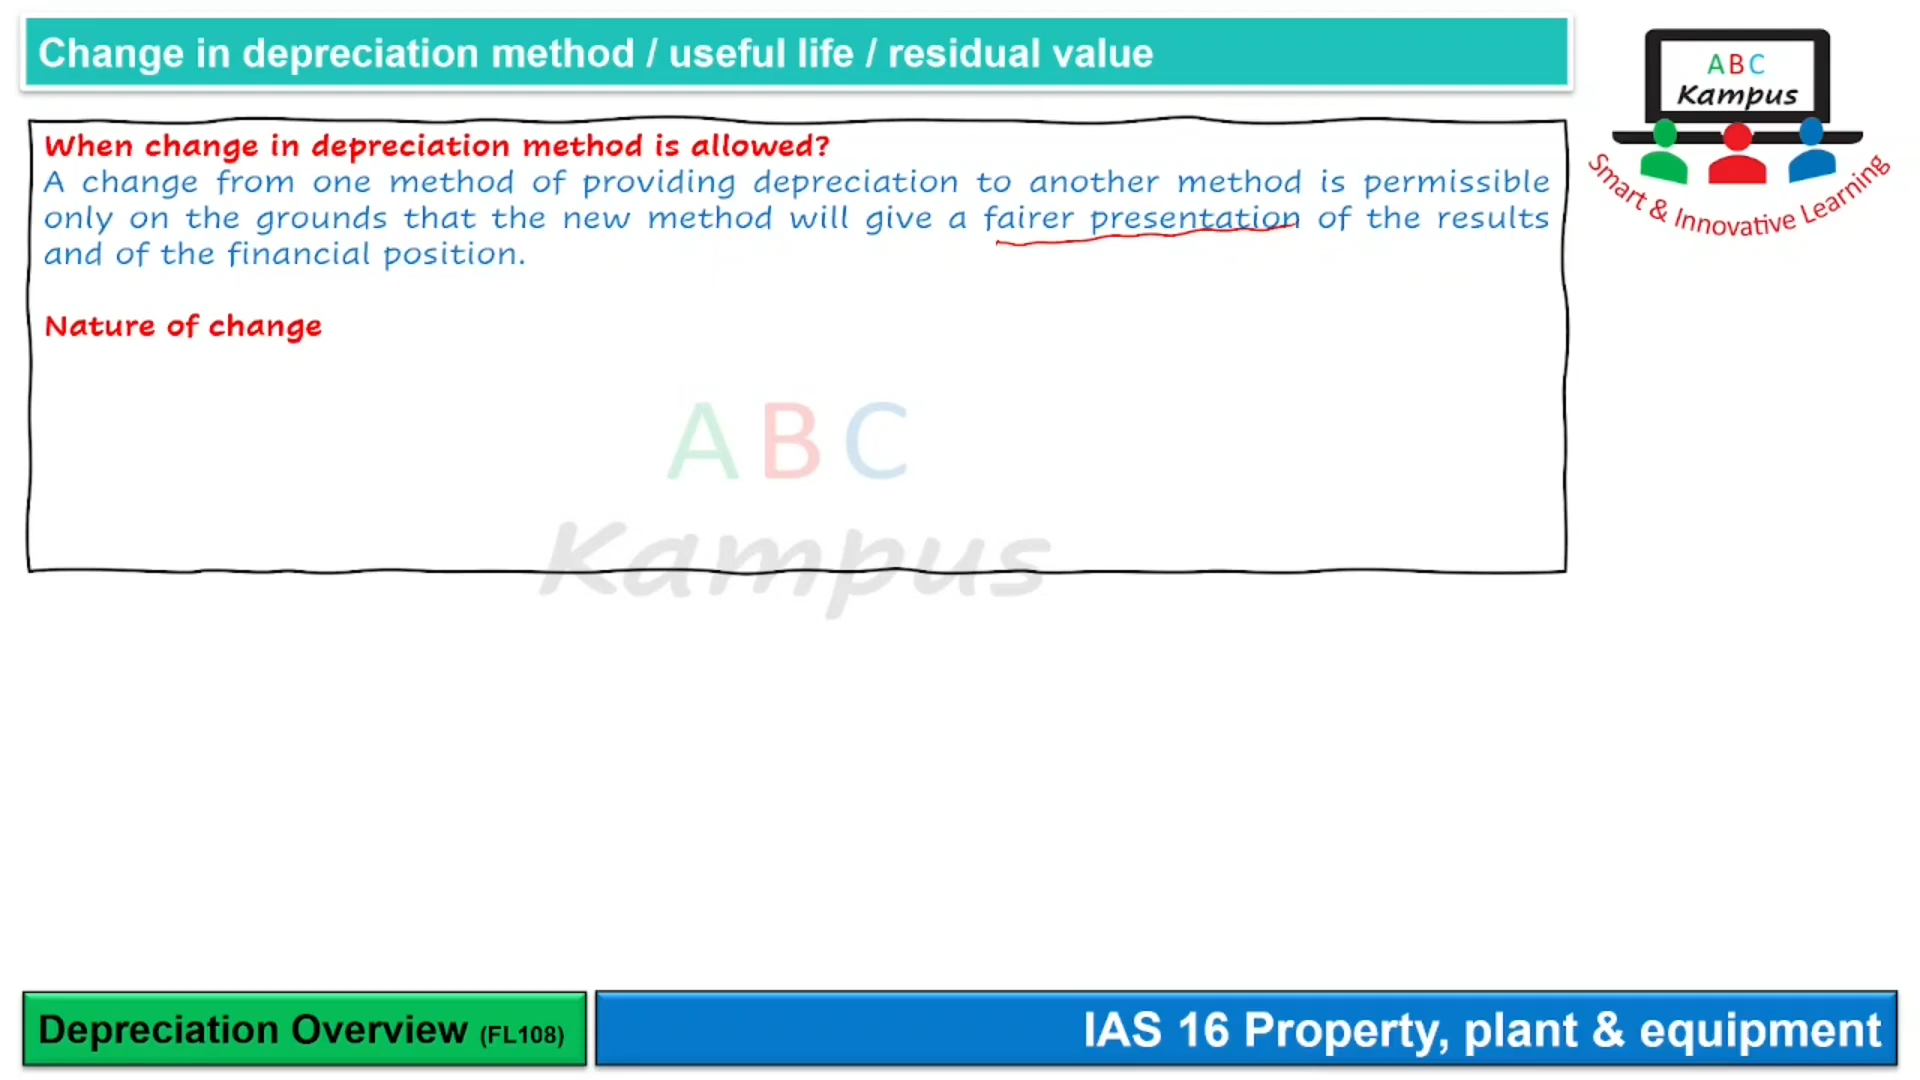 Change in depreciation method / useful life / residual value
ABC
Kampus
Smart & Innovative Learning
When change in depreciation method is allowed?
A change from one method of providing depreciation to another method is permissible
only on the grounds that the new method will give a fairer presentation of the results
and of the financial position.
Nature of change
ABC
Kampus
Depreciation Overview (FL108)
IAS 16 Property, plant & equipment